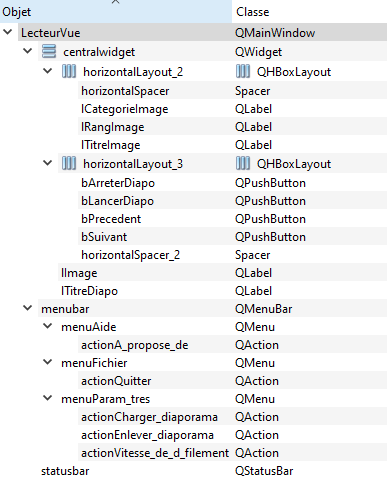 Objet Classe
LecteurVue QMainWindow
centralwidget QWidget
horizontalLayout_2 QHBoxLayout
horizontalSpacer Spacer
lCategorieImage QLabel
lRangImage QLabel
lTitreImage QLabel
horizontalLayout_3 QHBoxLayout
bArreterDiapo QPushButton
bLancerDiapo QPushButton
bPrecedent QPushButton
bSuivant QPushButton
horizontalSpacer_2 Spacer
lImage QLabel
lTitreDiapo QLabel
menubar QMenuBar
menuAide QMenu
actionA_propose_de QAction
menuFichier QMenu
actionQuitter QAction
menuParam_tres QMenu
actionCharger_diaporama QAction
actionEnlever_diaporama QAction
actionVitesse_de_d_filement QAction
statusbar QStatusBar